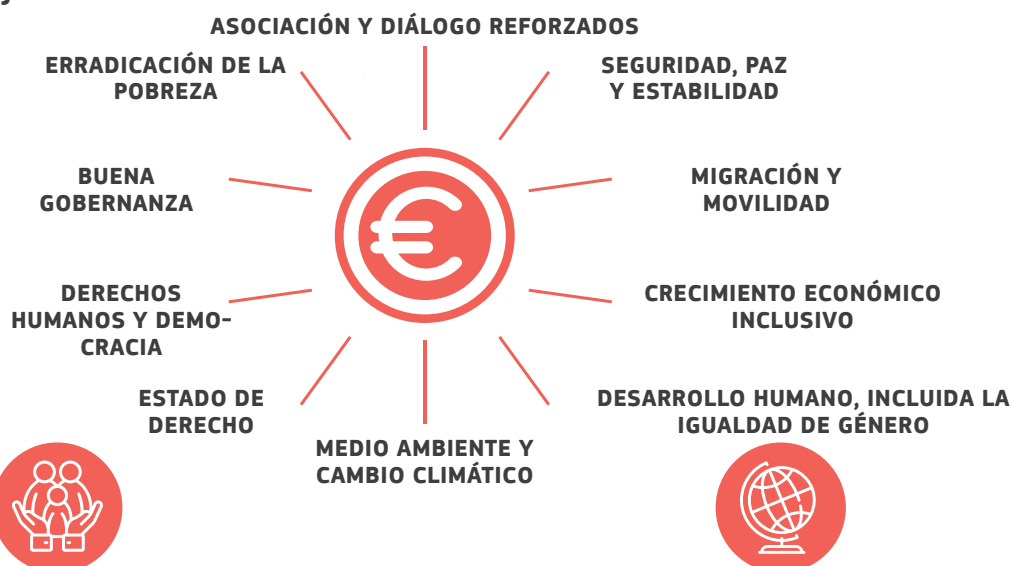 ASOCIACIÓN Y DIÁLOGO REFORZADOS
ERRADICACIÓN DE LA
POBREZA
SEGURIDAD, PAZ
Y ESTABILIDAD
BUENA
GOBERNANZA
MIGRACIÓN Y
MOVILIDAD
DERECHOS
HUMANOS Y DEMO-
CRACIA
CRECIMIENTO ECONÓMICO
INCLUSIVO
ESTADO DE
DERECHO
DESARROLLO HUMANO, INCLUIDA LA
IGUALDAD DE GÉNERO
MEDIO AMBIENTE Y
CAMBIO CLIMÁTICO
€